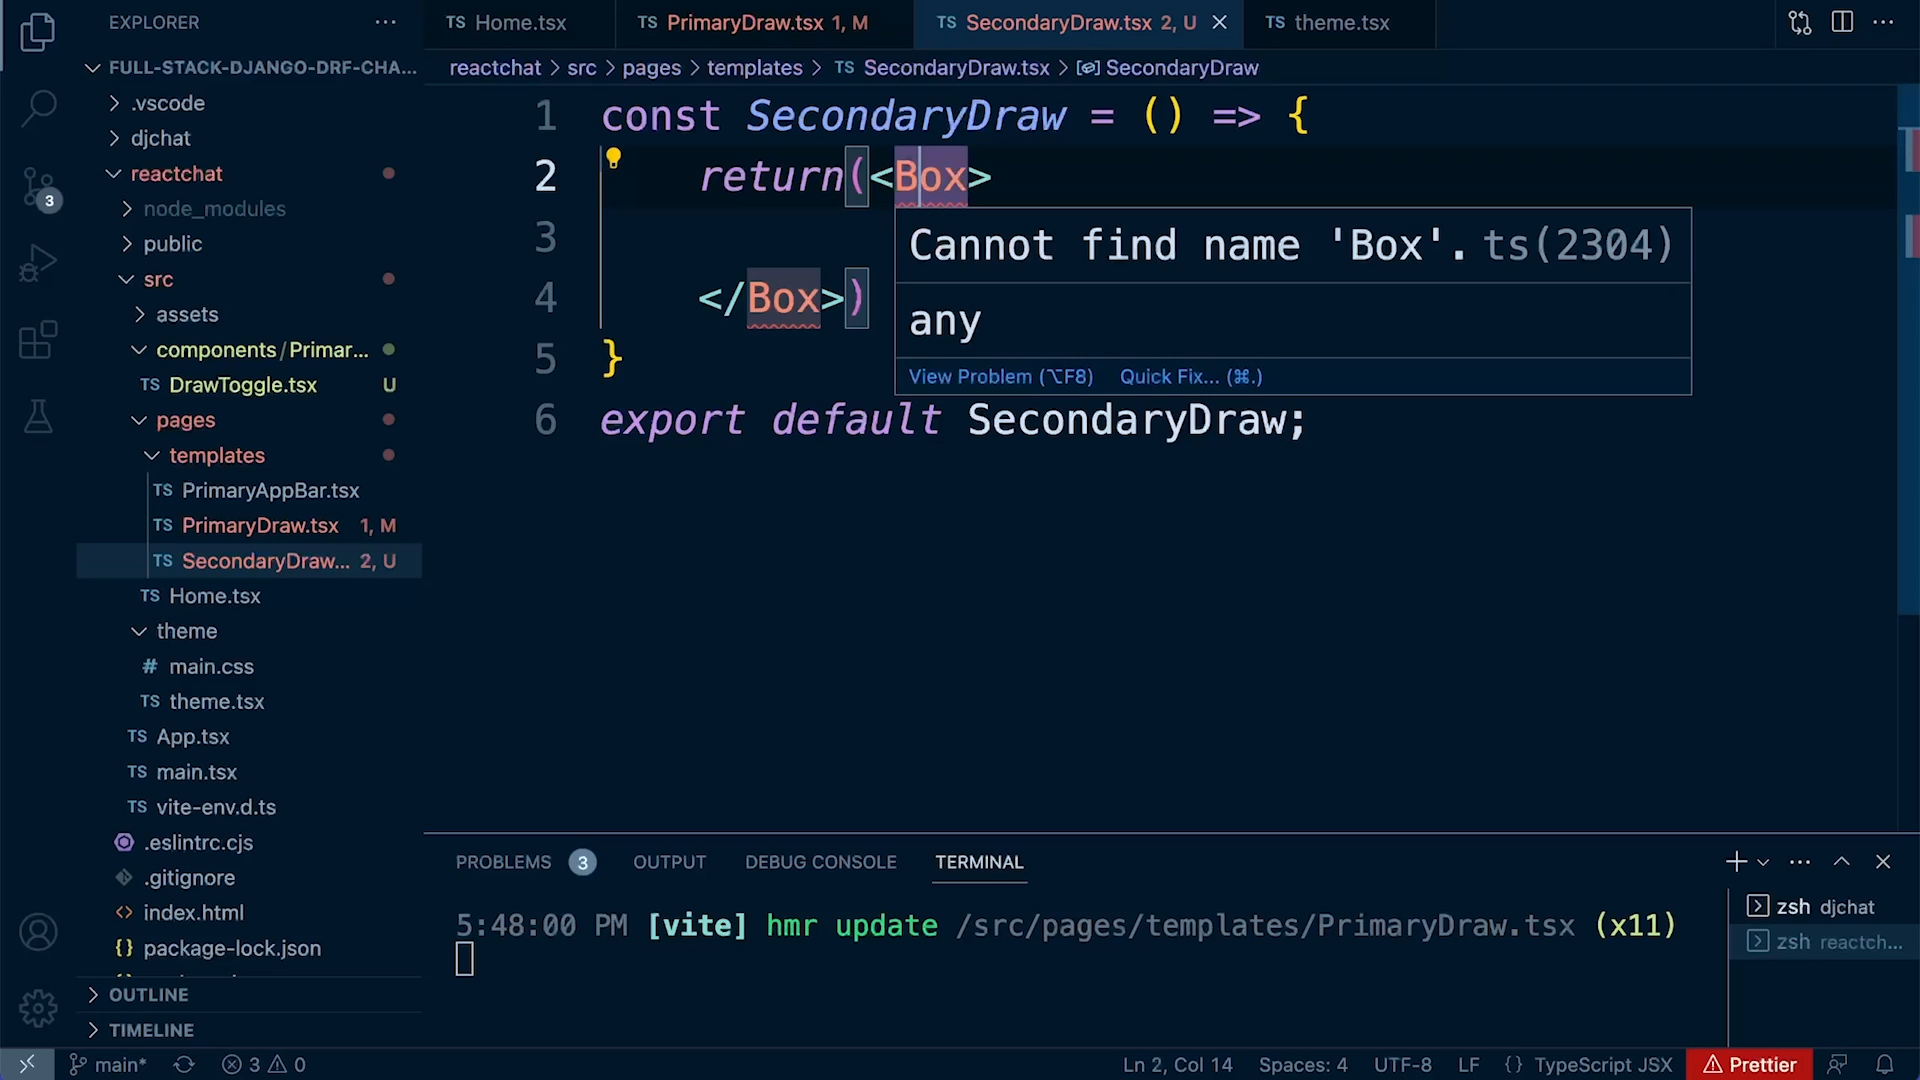 EXPLORER
FULL-STACK-DJANGO-DRF-CHA...
.vscode
djchat
reactchat
node_modules
public
src
assets
components/Primar...
TS DrawToggle.tsx U
pages
templates
TS PrimaryAppBar.tsx
TS PrimaryDraw.tsx 1, M
TS SecondaryDraw... 2, U
TS Home.tsx
theme
# main.css
TS theme.tsx
TS App.tsx
TS main.tsx
TS vite-env.d.ts
.eslintrc.cjs
.gitignore
<> index.html
{} package-lock.json
OUTLINE
TIMELINE
3
TS Home.tsx
TS PrimaryDraw.tsx 1, M
TS SecondaryDraw.tsx 2, U
TS theme.tsx
reactchat > src > pages > templates > TS SecondaryDraw.tsx > SecondaryDraw
1 const SecondaryDraw = () => {
2 return(<Box>
3
4 </Box>)
5 }
6 export default SecondaryDraw;
Cannot find name 'Box'. ts(2304)
any
View Problem (⌥F8) Quick Fix... (⌘.)
PROBLEMS 3 OUTPUT DEBUG CONSOLE TERMINAL
5:48:00 PM [vite] hmr update /src/pages/templates/PrimaryDraw.tsx (x11)
zsh djchat
zsh reactch...
main* 3 0 Ln 2, Col 14 Spaces: 4 UTF-8 LF {} TypeScript JSX Prettier